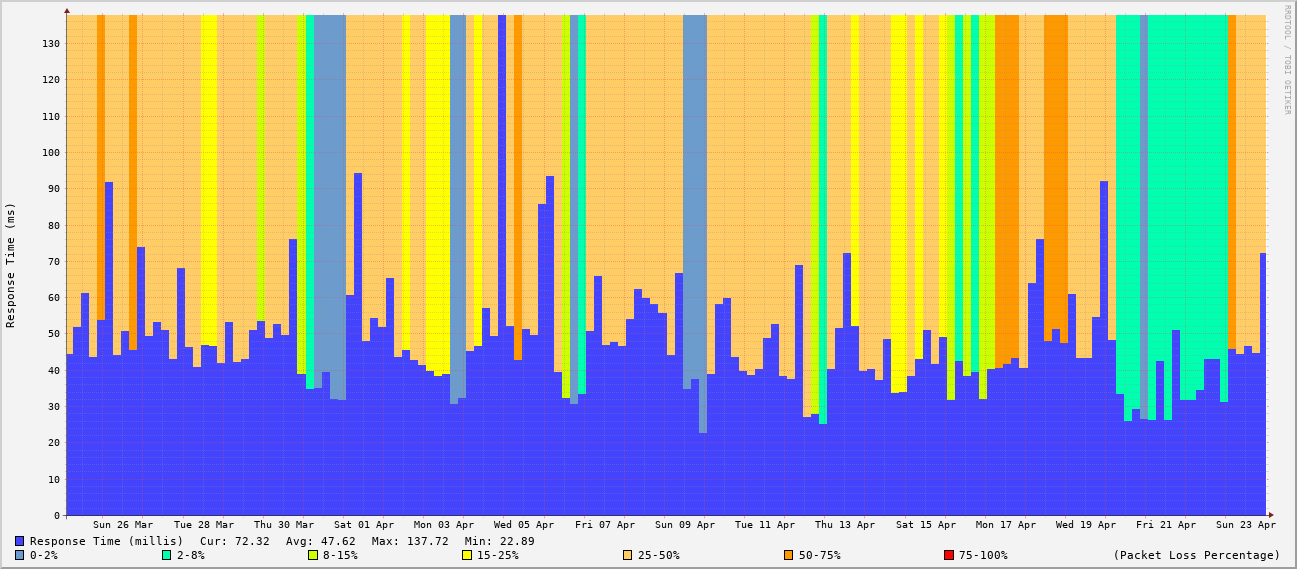 RRDTOOL / TOBI OETIKER
Response Time (ms)
130
120
110
100
90
80
70
60
50
40
30
20
10
0
Sun 26 Mar Tue 28 Mar Thu 30 Mar Sat 01 Apr Mon 03 Apr Wed 05 Apr Fri 07 Apr Sun 09 Apr Tue 11 Apr Thu 13 Apr Sat 15 Apr Mon 17 Apr Wed 19 Apr Fri 21 Apr Sun 23 Apr
Response Time (millis) Cur: 72.32 Avg: 47.62 Max: 137.72 Min: 22.89
0-2% 2-8% 8-15% 15-25% 25-50% 50-75% 75-100% (Packet Loss Percentage)